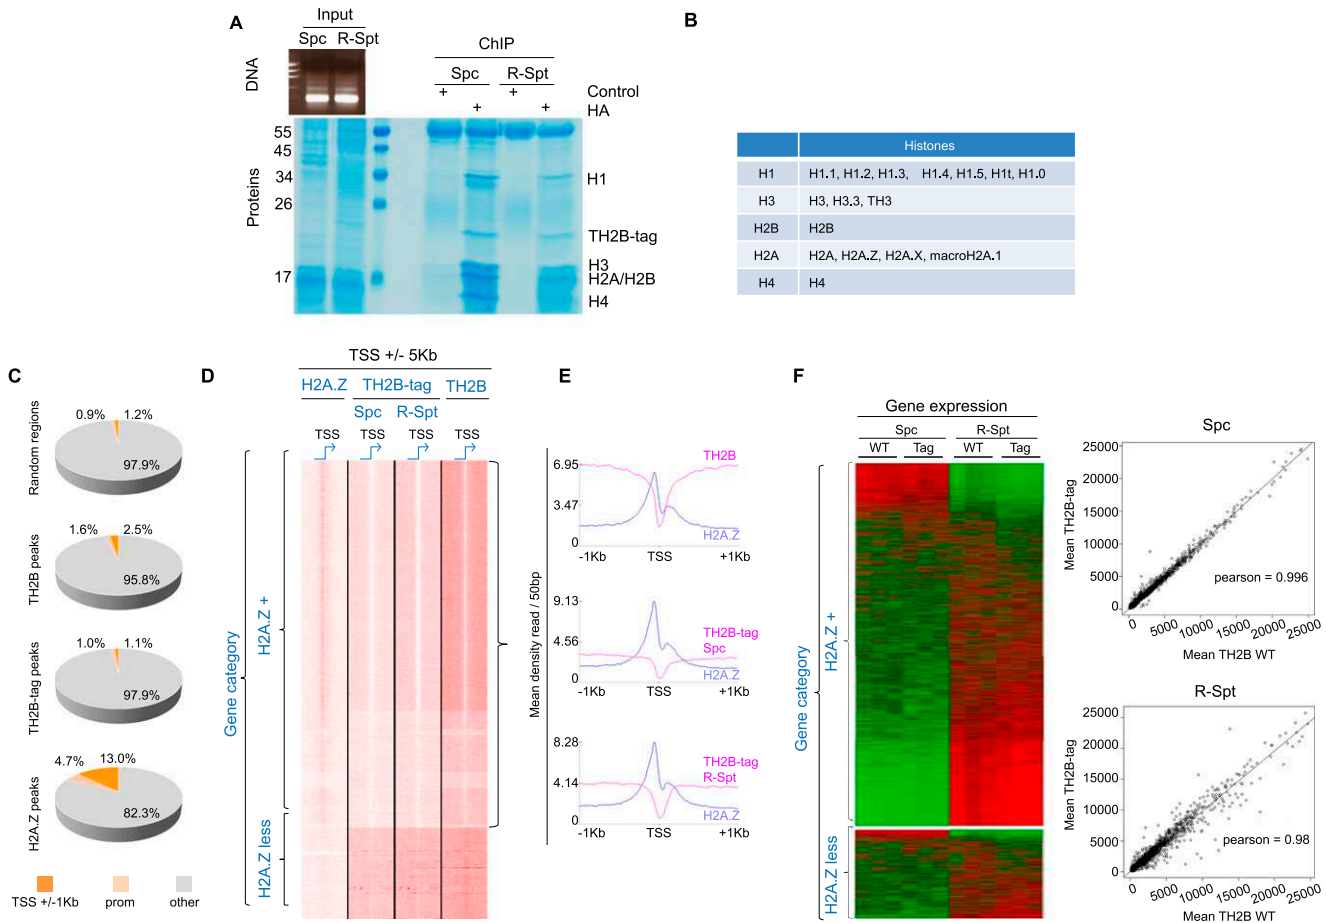 A
Input
Spc R-Spt
DNA
ChIP
Spc R-Spt
+ + Control
+ + HA
Proteins
55
45
34
26
17
H1
TH2B-tag
H3
H2A/H2B
H4
B
Histones
H1 H1.1, H1.2, H1.3, H1.4, H1.5, H1t, H1.0
H3 H3, H3.3, TH3
H2B H2B
H2A H2A, H2A.Z, H2A.X, macroH2A.1
H4 H4
C
Random regions
0.9% 1.2%
97.9%
TH2B peaks
1.6% 2.5%
95.8%
TH2B-tag peaks
1.0% 1.1%
97.9%
H2A.Z peaks
4.7% 13.0%
82.3%
TSS +/-1Kb prom other
D
TSS +/- 5Kb
H2A.Z TH2B-tag TH2B
Spc R-Spt
TSS TSS TSS TSS
Gene category
H2A.Z +
H2A.Z less
E
Mean density read / 50bp
6.95
3.47
0
TH2B
H2A.Z
-1Kb TSS +1Kb
9.13
4.56
0
TH2B-tag
Spc
H2A.Z
-1Kb TSS +1Kb
8.28
4.14
0
TH2B-tag
R-Spt
H2A.Z
-1Kb TSS +1Kb
F
Gene expression
Spc R-Spt
WT Tag WT Tag
Gene category
H2A.Z +
H2A.Z less
Spc
Mean TH2B-tag
25000
20000
15000
10000
5000
0
pearson = 0.996
0 5000 10000 15000 20000 25000
Mean TH2B WT
R-Spt
Mean TH2B-tag
25000
20000
15000
10000
5000
0
pearson = 0.98
0 5000 10000 15000 20000 25000
Mean TH2B WT